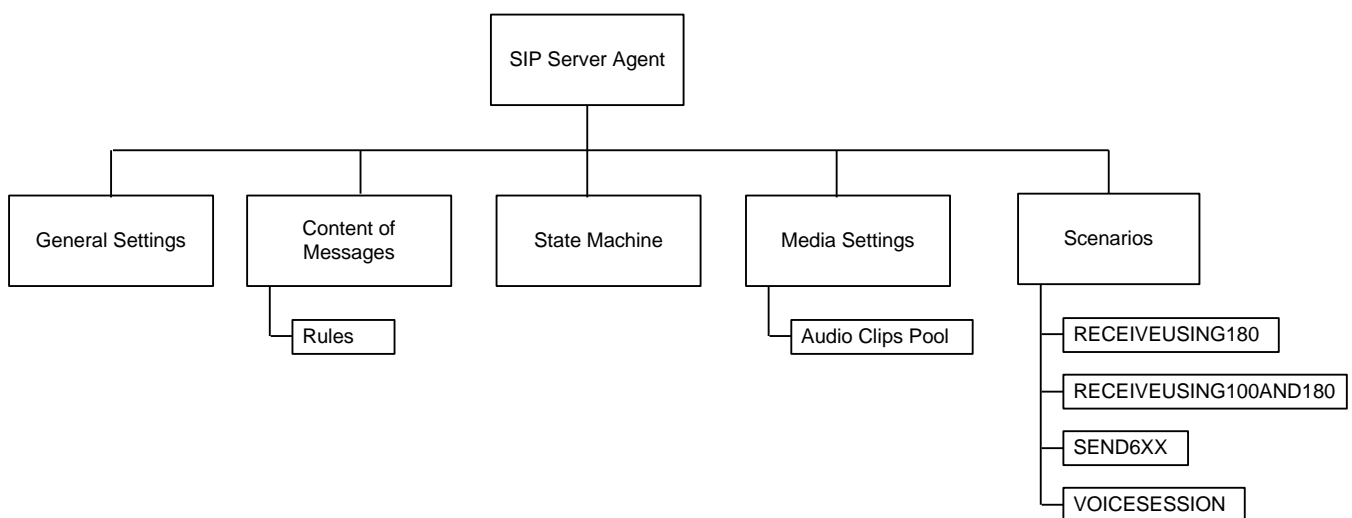 SIP Server Agent
General Settings
Content of
Messages
State Machine
Media Settings
Scenarios
Rules
Audio Clips Pool
RECEIVEUSING180
RECEIVEUSING100AND180
SEND6XX
VOICESESSION